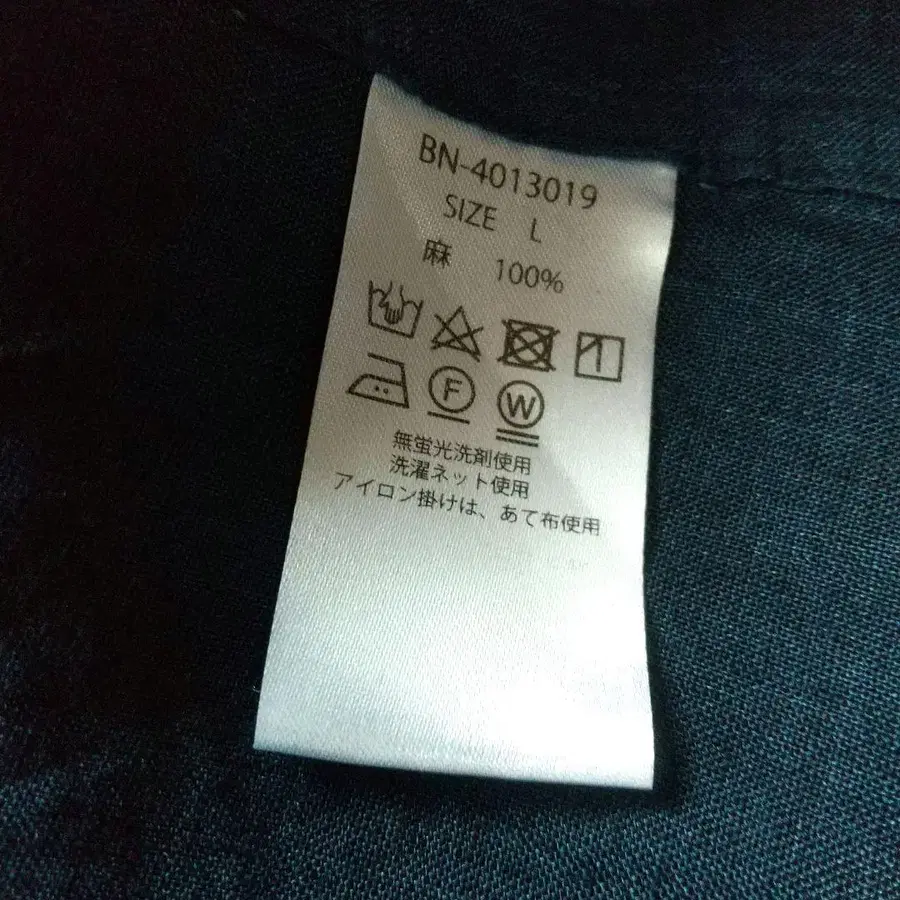 BN-4013019
SIZE L
麻 100%
F W
無蛍光洗剤使用
洗濯ネット使用
アイロン掛けは、あて布使用